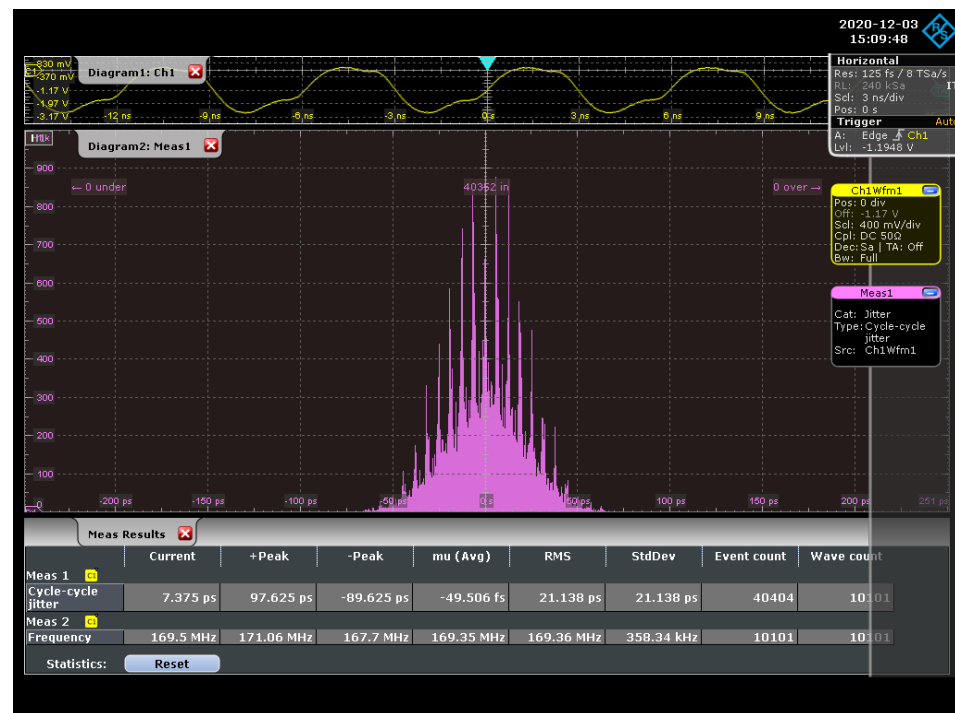 2020-12-03
15:09:48
R&S
Horizontal
Res: 125 fs / 8 TSa/s
RL: 240 kSa
Scl: 3 ns/div
Pos: 0 s
Trigger Auto
A: Edge Ch1
Lvl: -1.1948 V
-830 mV
C1
-370 mV
-1.17 V
-1.97 V
-3.17 V
Diagram1: Ch1
-12 ns -9 ns -6 ns -3 ns 0 s 3 ns 6 ns 9 ns
Diagram2: Meas1
900
← 0 under 40352 in 0 over →
800
700
600
500
400
300
200
100
0
-200 ps -150 ps -100 ps -50 ps 0 s 50 ps 100 ps 150 ps 200 ps 251 ps
Ch1Wfm1
Pos: 0 div
Off: -1.17 V
Scl: 400 mV/div
Cpl: DC 50Ω
Dec: Sa | TA: Off
Bw: Full
Meas1
Cat: Jitter
Type: Cycle-cycle
jitter
Src: Ch1Wfm1
Meas Results
Current +Peak -Peak mu (Avg) RMS StdDev Event count Wave count
Meas 1 C1
Cycle-cycle
jitter 7.375 ps 97.625 ps -89.625 ps -49.506 fs 21.138 ps 21.138 ps 40404 10101
Meas 2 C1
Frequency 169.5 MHz 171.06 MHz 167.7 MHz 169.35 MHz 169.36 MHz 358.34 kHz 10101 10101
Statistics: Reset